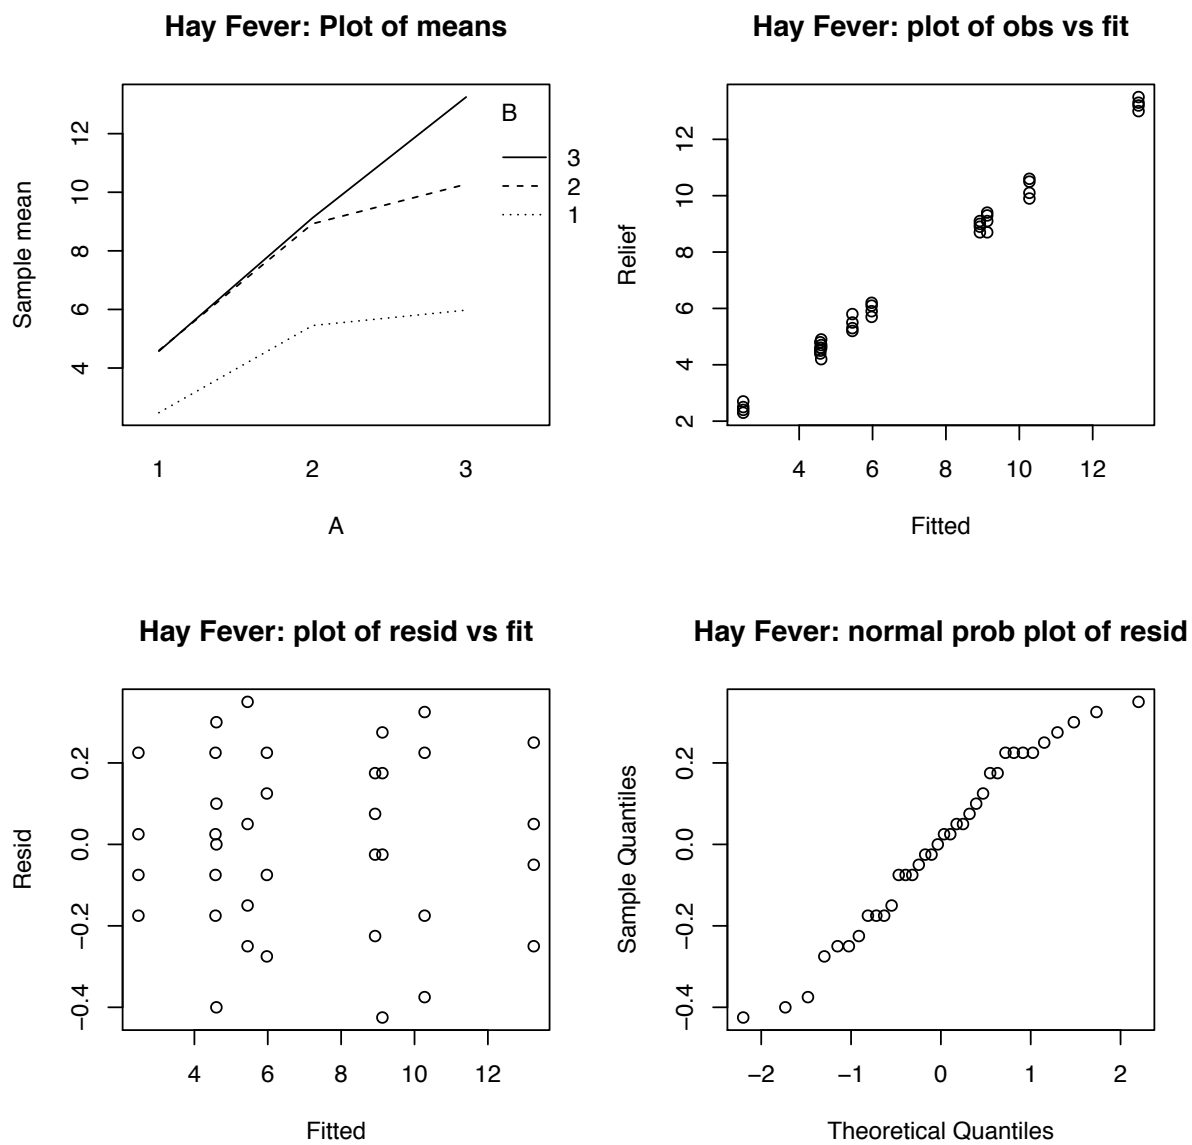 Hay Fever: Plot of means
Sample mean
12
10
8
6
4
1 2 3
A
B
3
2
1
Hay Fever: plot of obs vs fit
Relief
12
10
8
6
4
2
4 6 8 10 12
Fitted
Hay Fever: plot of resid vs fit
Resid
0.2
0.0
−0.2
−0.4
4 6 8 10 12
Fitted
Hay Fever: normal prob plot of resid
Sample Quantiles
0.2
0.0
−0.2
−0.4
−2 −1 0 1 2
Theoretical Quantiles